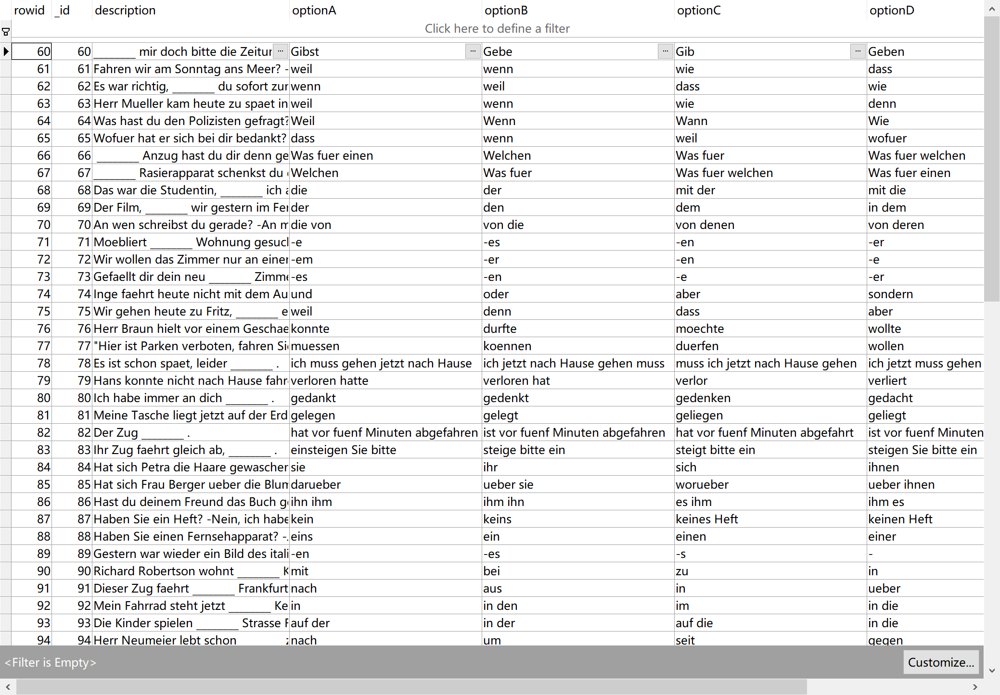 rowid _id description optionA optionB optionC optionD
Click here to define a filter
60 60 ________ mir doch bitte die ... Gibst ... Gebe ... Gib ... Geben
61 61 Fahren wir am Sonntag ans Meer? - weil wenn wie dass
62 62 Es war richtig, ________ du sofort wenn weil dass wie
63 63 Herr Mueller kam heute zu spaet in weil wenn wie denn
64 64 Was hast du den Polizisten gefragt? Weil Wenn Wann Wie
65 65 Wofuer hat er sich bei dir bedankt? dass wenn weil wofuer
66 66 ________ Anzug hast du dir denn ge Was fuer einen Welchen Was fuer Was fuer welchen
67 67 ________ Rasierapparat schenkst du Welchen Was fuer Was fuer welchen Was fuer einen
68 68 Das war die Studentin, ________ ich die der mit der mit die
69 69 Der Film, ________ wir gestern im Fer der den dem in dem
70 70 An wen schreibst du gerade? -An m die von von die von denen von deren
71 71 Moebliert ________ Wohnung gesucl -e -es -en -er
72 72 Wir wollen das Zimmer nur an einer -em -er -en -e
73 73 Gefaellt dir dein neu ________ Zimme -es -en -e -er
74 74 Inge faehrt heute nicht mit dem Au und oder aber sondern
75 75 Wir gehen heute zu Fritz, ________ e weil denn dass aber
76 76 Herr Braun hielt vor einem Geschae konnte durfte moechte wollte
77 77 "Hier ist Parken verboten, fahren Si muessen koennen duerfen wollen
78 78 Es ist schon spaet, leider ________ . ich muss gehen jetzt nach Hause ich jetzt nach Hause gehen muss muss ich jetzt nach Hause gehen ich jetzt muss gehen
79 79 Hans konnte nicht nach Hause fahr verloren hatte verloren hat verlor verliert
80 80 Ich habe immer an dich ________ . gedankt gedenkt gedenken gedacht
81 81 Meine Tasche liegt jetzt auf der Erd gelegen gelegt geliegen geliegt
82 82 Der Zug ________ . hat vor fuenf Minuten abgefahren ist vor fuenf Minuten abgefahren hat vor fuenf Minuten abgefahrt ist vor fuenf Minuten
83 83 Ihr Zug faehrt gleich ab, ________ . einsteigen Sie bitte steige bitte ein steigt bitte ein steigen Sie bitte ein
84 84 Hat sich Petra die Haare gewascher sie ihr sich ihnen
85 85 Hat sich Frau Berger ueber die Blum darueber ueber sie worueber ueber ihnen
86 86 Hast du deinem Freund das Buch ge ihn ihm ihm ihn es ihm ihm es
87 87 Haben Sie ein Heft? -Nein, ich habe kein keins keines Heft keinen Heft
88 88 Haben Sie einen Fernsehapparat? - eins ein einen einer
89 89 Gestern war wieder ein Bild des itali -en -es -s -
90 90 Richard Robertson wohnt ________ K mit bei zu in
91 91 Dieser Zug faehrt ________ Frankfurt nach aus in ueber
92 92 Mein Fahrrad steht jetzt ________ Ke in in den im in die
93 93 Die Kinder spielen ________ Strasse F auf der in der auf die in die
94 94 Herr Neumeier lebt schon nach um seit gegen
<Filter is Empty> Customize...